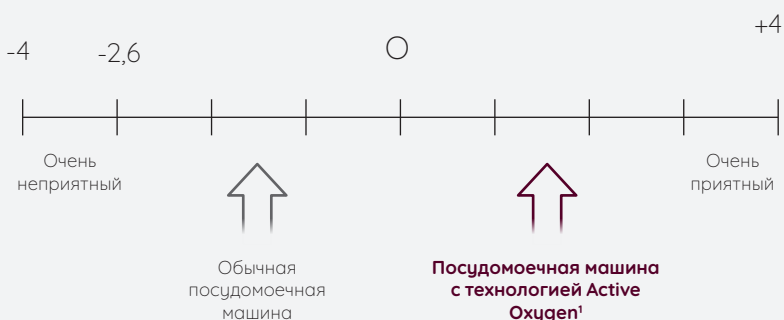 -4 -2,6 O +4
Очень
неприятный
Очень
приятный
Обычная
посудомоечная
машина
Посудомоечная машина
с технологией Active
Oxygen¹